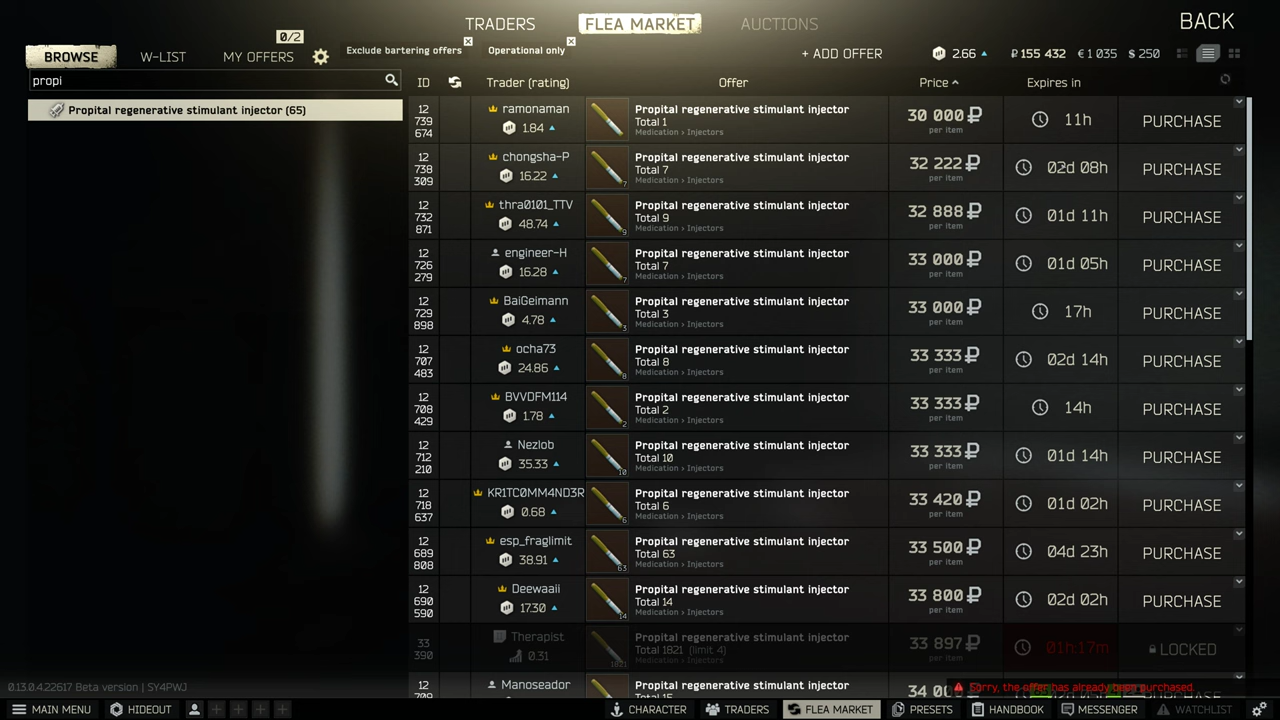 TRADERS FLEA MARKET AUCTIONS BACK
BROWSE W-LIST MY OFFERS 0/2 Exclude bartering offers Operational only + ADD OFFER 2.66 ₽ 155 432 € 1 035 $ 250
propi
ID Trader (rating) Offer Price Expires in
Propital regenerative stimulant injector (65)
12 739 674 ramonaman 1.84 Propital regenerative stimulant injector Total 1 30 000 ₽ per item 11h PURCHASE
12 738 309 chongsha-P 16.22 7 Propital regenerative stimulant injector Total 7 Medication › Injectors 32 222 ₽ per item 02d 08h PURCHASE
12 732 871 thra0101_TTV 48.74 9 Propital regenerative stimulant injector Total 9 Medication › Injectors 32 888 ₽ per item 01d 11h PURCHASE
12 726 279 engineer-H 16.28 7 Propital regenerative stimulant injector Total 7 Medication › Injectors 33 000 ₽ per item 01d 05h PURCHASE
12 729 898 BaiGeimann 4.78 3 Propital regenerative stimulant injector Total 3 Medication › Injectors 33 000 ₽ per item 17h PURCHASE
12 707 483 ocha73 24.86 8 Propital regenerative stimulant injector Total 8 Medication › Injectors 33 333 ₽ per item 02d 14h PURCHASE
12 708 429 BVVDFM114 1.78 2 Propital regenerative stimulant injector Total 2 Medication › Injectors 33 333 ₽ per item 14h PURCHASE
12 712 210 Nezlob 35.33 10 Propital regenerative stimulant injector Total 10 Medication › Injectors 33 333 ₽ per item 01d 14h PURCHASE
12 718 637 KR1TC0MM4ND3R 0.68 6 Propital regenerative stimulant injector Total 6 Medication › Injectors 33 420 ₽ per item 01d 02h PURCHASE
12 689 808 esp_fraglimit 38.91 63 Propital regenerative stimulant injector Total 63 Medication › Injectors 33 500 ₽ per item 04d 23h PURCHASE
12 690 590 Deewaaii 17.30 14 Propital regenerative stimulant injector Total 14 Medication › Injectors 33 800 ₽ per item 02d 02h PURCHASE
33 390 Therapist 0.31 1821 Propital regenerative stimulant injector Total 1821 (limit 4) Medication › Injectors 33 897 ₽ per item 01h:17m LOCKED
12 Manoseador Propital regenerative stimulant injector
0.13.0.4.22617 Beta version | SY4PWJ
Sorry, the offer has already been purchased.
MAIN MENU HIDEOUT CHARACTER TRADERS FLEA MARKET PRESETS HANDBOOK MESSENGER WATCHLIST